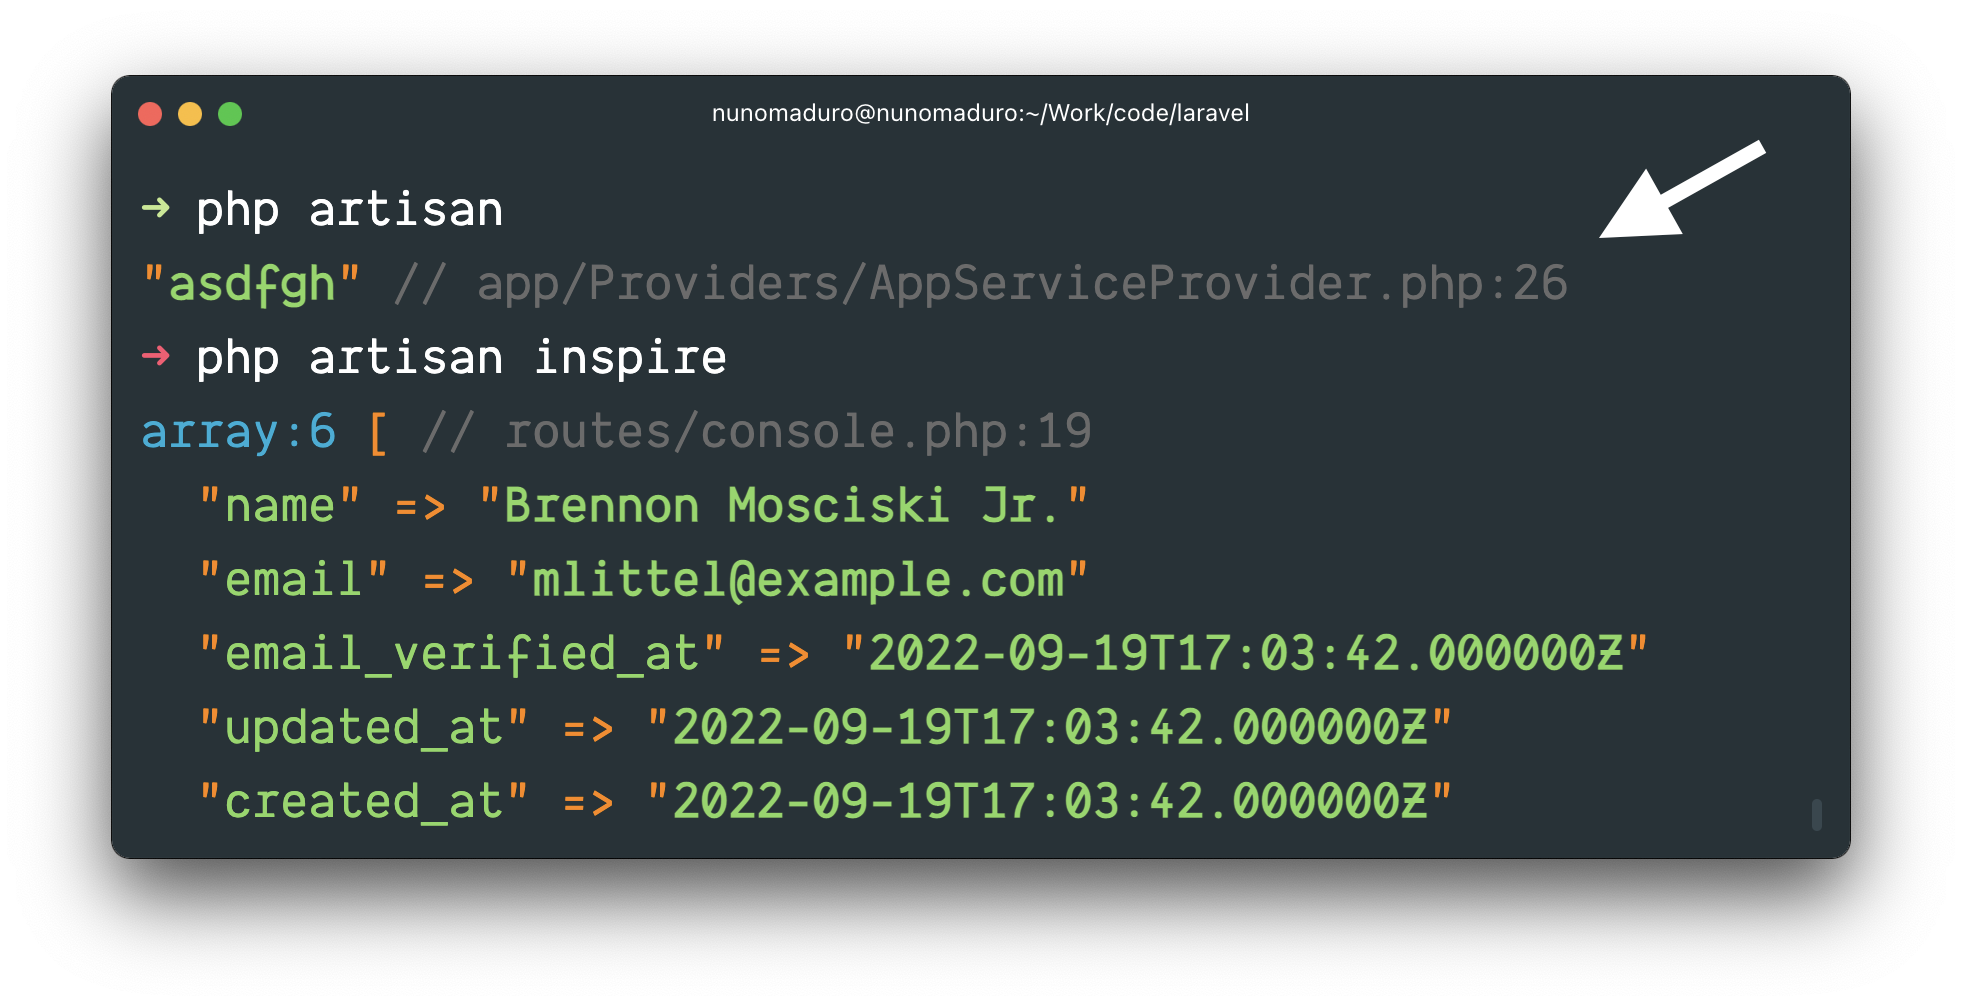 nunomaduro@nunomaduro:~/Work/code/laravel
➜ php artisan
"asdfgh" // app/Providers/AppServiceProvider.php:26
➜ php artisan inspire
array:6 [ // routes/console.php:19
  "name" => "Brennon Mosciski Jr."
  "email" => "mlittel@example.com"
  "email_verified_at" => "2022-09-19T17:03:42.000000Z"
  "updated_at" => "2022-09-19T17:03:42.000000Z"
  "created_at" => "2022-09-19T17:03:42.000000Z"